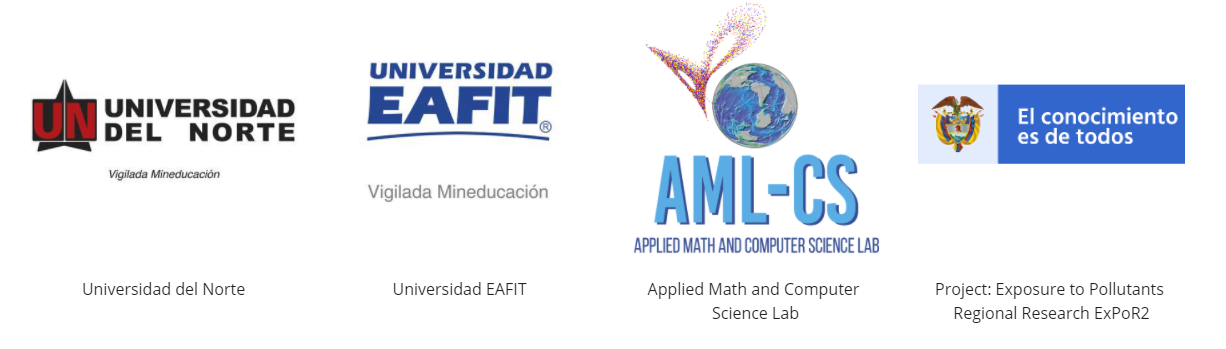 UN UNIVERSIDAD
DEL NORTE
Vigilada Mineducación
Universidad del Norte
UNIVERSIDAD
EAFIT®
Vigilada Mineducación
Universidad EAFIT
AML-CS
APPLIED MATH AND COMPUTER SCIENCE LAB
Applied Math and Computer
Science Lab
El conocimiento
es de todos
Project: Exposure to Pollutants
Regional Research ExPoR2